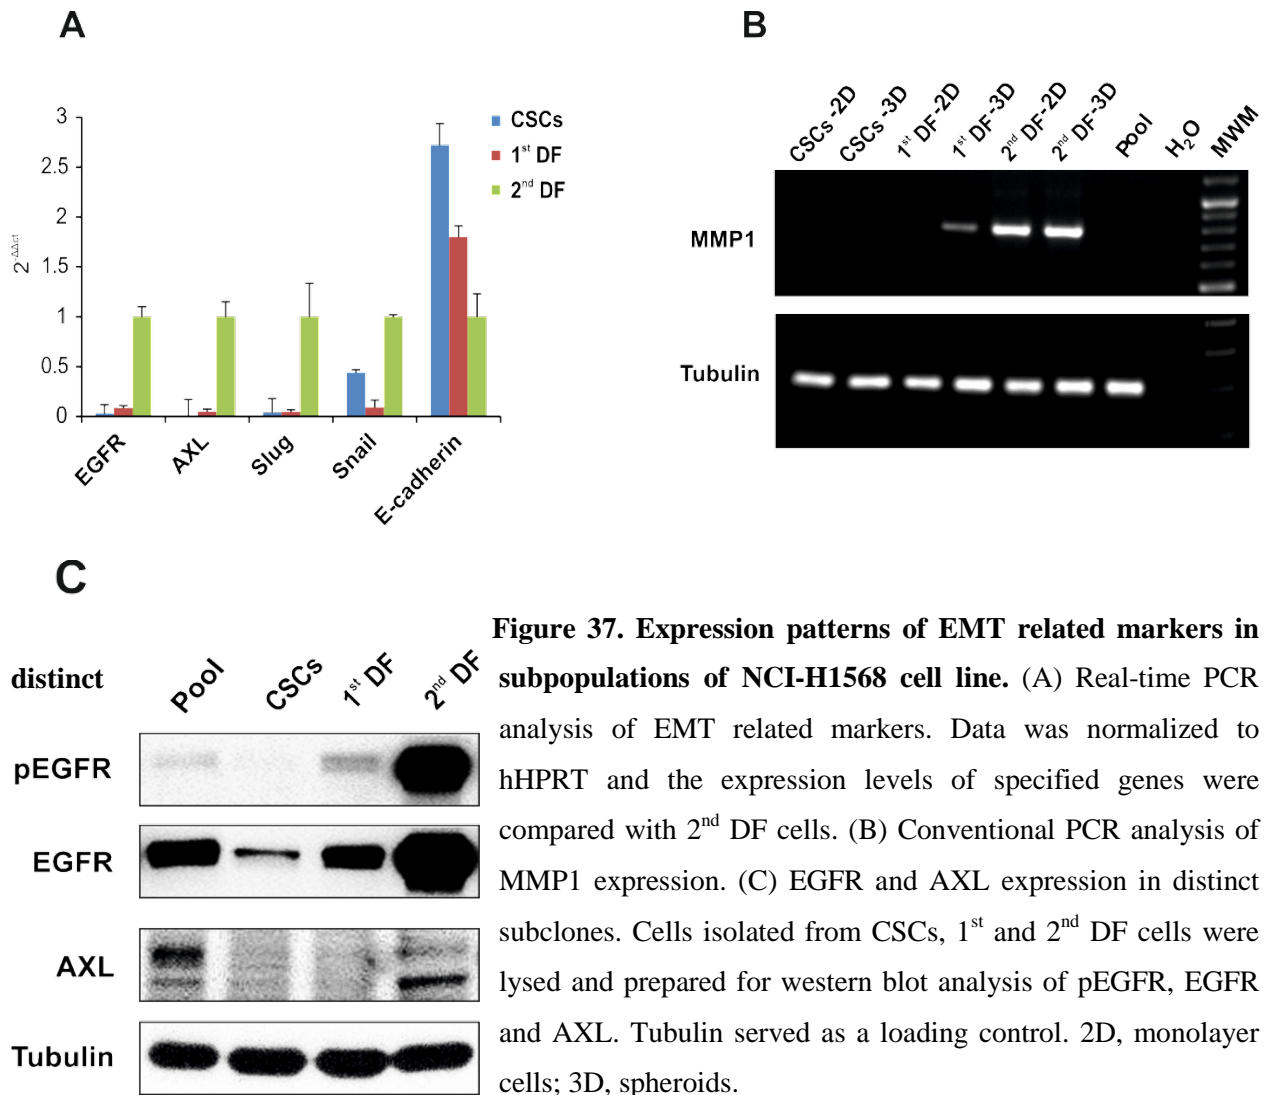 A
3
2.5
2
1.5
1
0.5
0
2^-ΔΔct
CSCs
1st DF
2nd DF
EGFR
AXL
Slug
Snail
E-cadherin
B
CSCs -2D
CSCs -3D
1st DF-2D
1st DF-3D
2nd DF-2D
2nd DF-3D
Pool
H2O
MWM
MMP1
Tubulin
C
Pool
CSCs
1st DF
2nd DF
pEGFR
EGFR
AXL
Tubulin
Figure 37. Expression patterns of EMT related markers in
distinct subpopulations of NCI-H1568 cell line. (A) Real-time PCR
analysis of EMT related markers. Data was normalized to
hHPRT and the expression levels of specified genes were
compared with 2nd DF cells. (B) Conventional PCR analysis of
MMP1 expression. (C) EGFR and AXL expression in distinct
subclones. Cells isolated from CSCs, 1st and 2nd DF cells were
lysed and prepared for western blot analysis of pEGFR, EGFR
and AXL. Tubulin served as a loading control. 2D, monolayer
cells; 3D, spheroids.